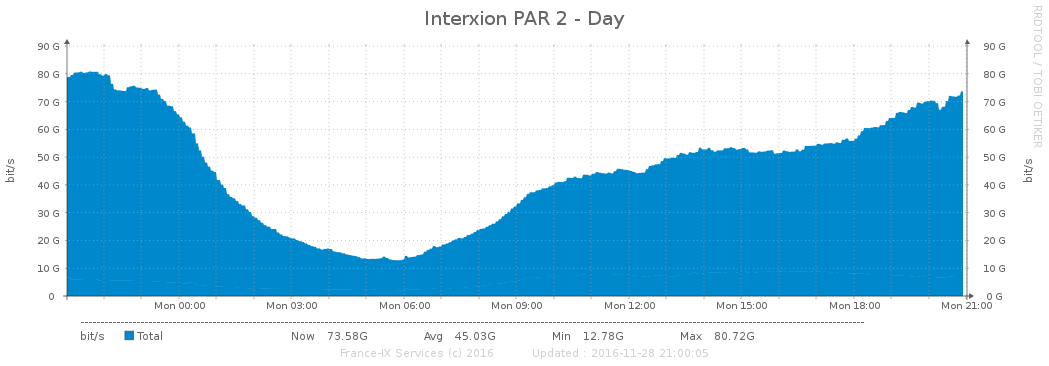 Interxion PAR 2 - Day
RRDTOOL / TOBI OETIKER
90 G 90 G
80 G 80 G
70 G 70 G
60 G 60 G
50 G 50 G
40 G 40 G
30 G 30 G
20 G 20 G
10 G 10 G
0 0 G
bit/s bit/s
Mon 00:00 Mon 03:00 Mon 06:00 Mon 09:00 Mon 12:00 Mon 15:00 Mon 18:00 Mon 21:00
bit/s Total Now 73.58G Avg 45.03G Min 12.78G Max 80.72G
France-IX Services (c) 2016 Updated : 2016-11-28 21:00:05